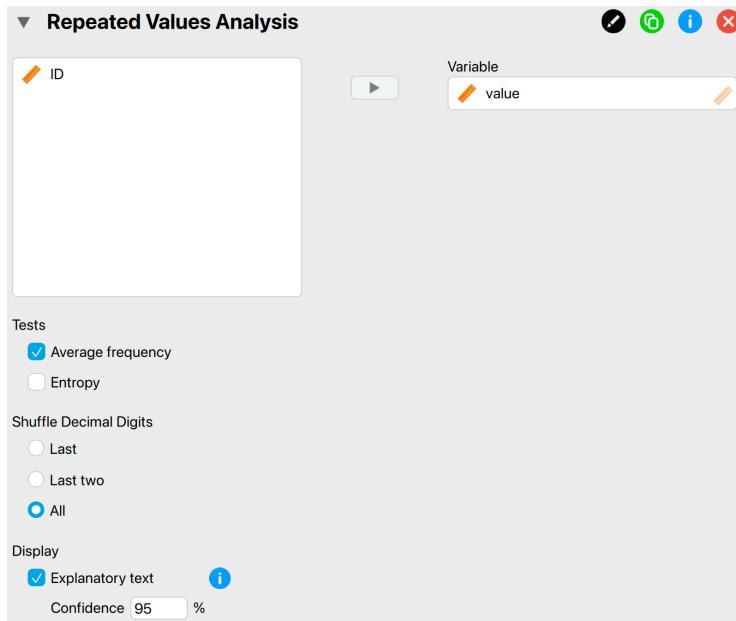 Repeated Values Analysis
ID
Variable
value
Tests
Average frequency
Entropy
Shuffle Decimal Digits
Last
Last two
All
Display
Explanatory text
Confidence 95 %